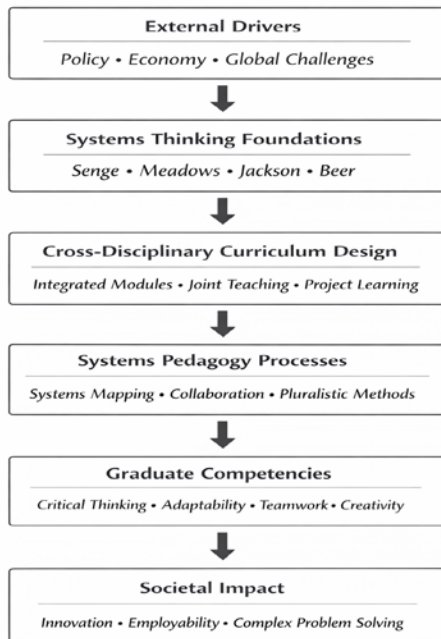 External Drivers
Policy • Economy • Global Challenges
Systems Thinking Foundations
Senge • Meadows • Jackson • Beer
Cross-Disciplinary Curriculum Design
Integrated Modules • Joint Teaching • Project Learning
Systems Pedagogy Processes
Systems Mapping • Collaboration • Pluralistic Methods
Graduate Competencies
Critical Thinking • Adaptability • Teamwork • Creativity
Societal Impact
Innovation • Employability • Complex Problem Solving